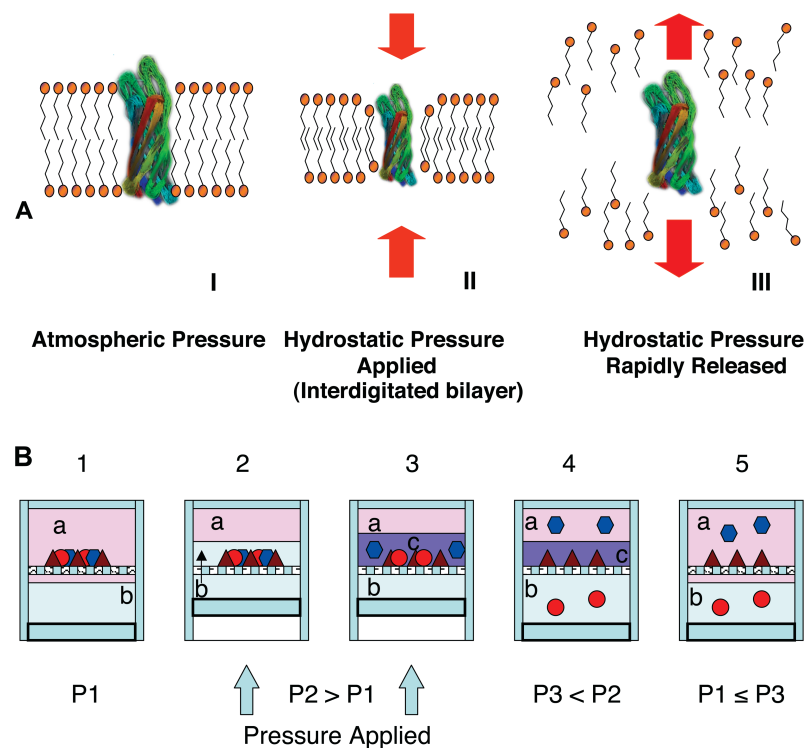 A
I
II
III
Atmospheric Pressure
Hydrostatic Pressure
Applied
(Interdigitated bilayer)
Hydrostatic Pressure
Rapidly Released
B
1
2
3
4
5
a
b
a
b
a
c
b
a
c
b
a
b
P1
P2 > P1
P3 < P2
P1 ≤ P3
Pressure Applied